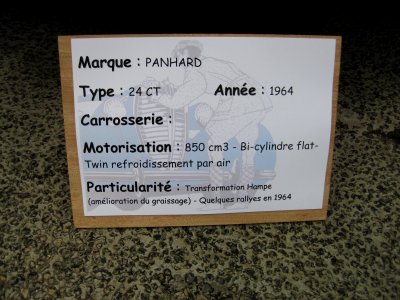 Marque : PANHARD
Type : 24 CT Année : 1964
Carrosserie :
Motorisation : 850 cm3 - Bi-cylindre flat-
Twin refroidissement par air
Particularité : Transformation Hampe
(amélioration du graissage) - Quelques rallyes en 1964